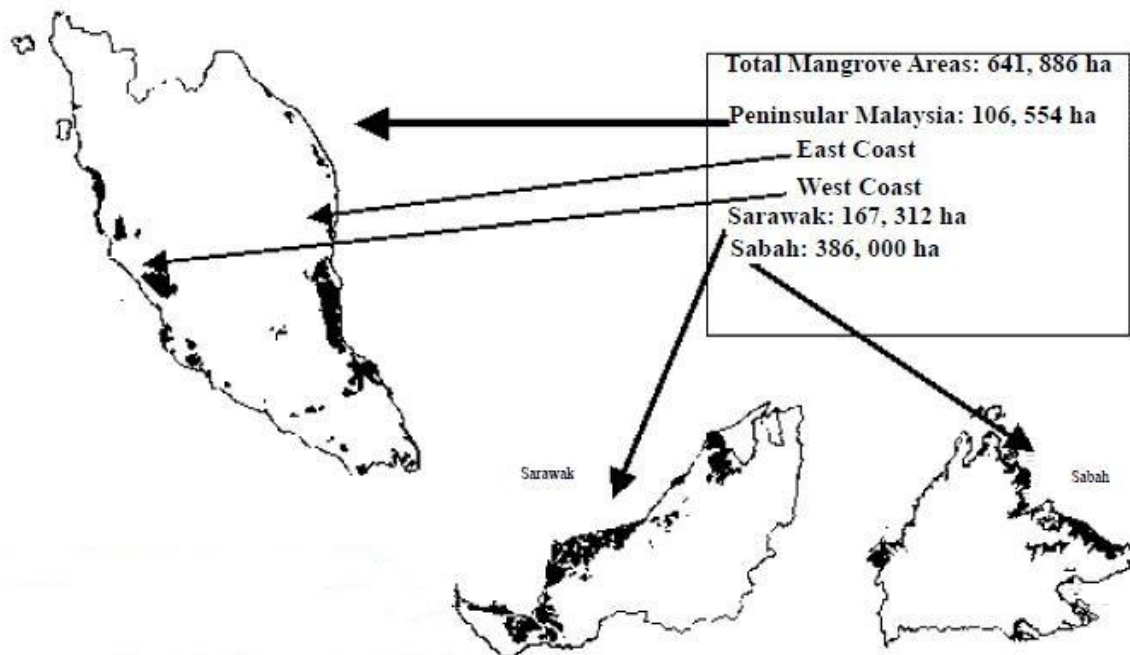 Total Mangrove Areas: 641, 886 ha
Peninsular Malaysia: 106, 554 ha
East Coast
West Coast
Sarawak: 167, 312 ha
Sabah: 386, 000 ha
Sarawak
Sabah